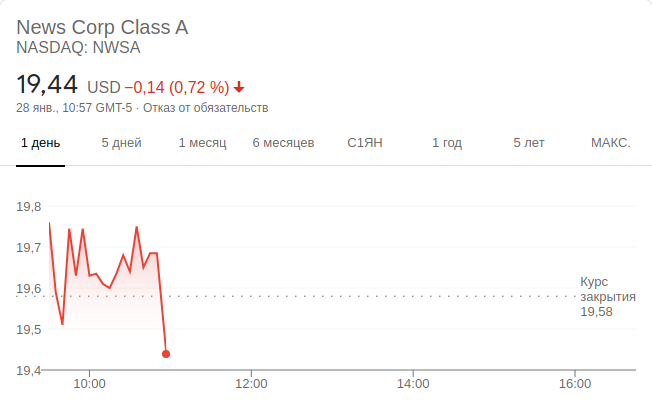 News Corp Class A
NASDAQ: NWSA
19,44 USD −0,14 (0,72 %)
28 янв., 10:57 GMT-5 · Отказ от обязательств
1 день 5 дней 1 месяц 6 месяцев С1ЯН 1 год 5 лет МАКС.
19,8
19,7
19,6
19,5
19,4
Курс
закрытия
19,58
10:00 12:00 14:00 16:00